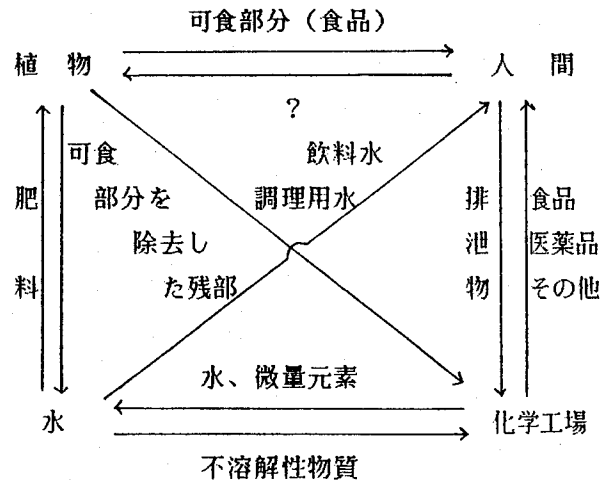 可食部分（食品）
植　物
人　間
?
可食
部分を
除去し
た残部
飲料水
調理用水
肥
料
排
泄
物
食品
医薬品
その他
水、微量元素
水
化学工場
不溶解性物質